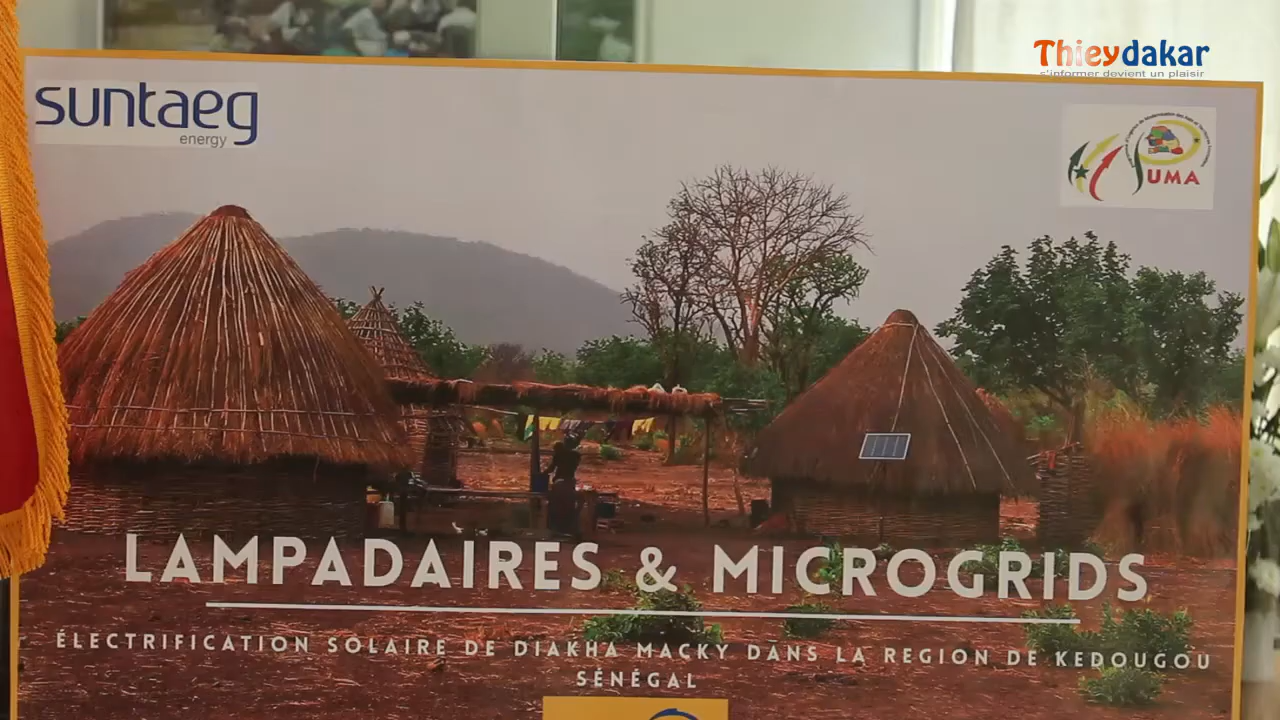 Thieydakar
s'informer devient un plaisir
suntaeg
energy
PUMA
LAMPADAIRES & MICROGRIDS
ÉLECTRIFICATION SOLAIRE DE DIAKHA MACKY DANS LA REGION DE KEDOUGOU
SÉNÉGAL